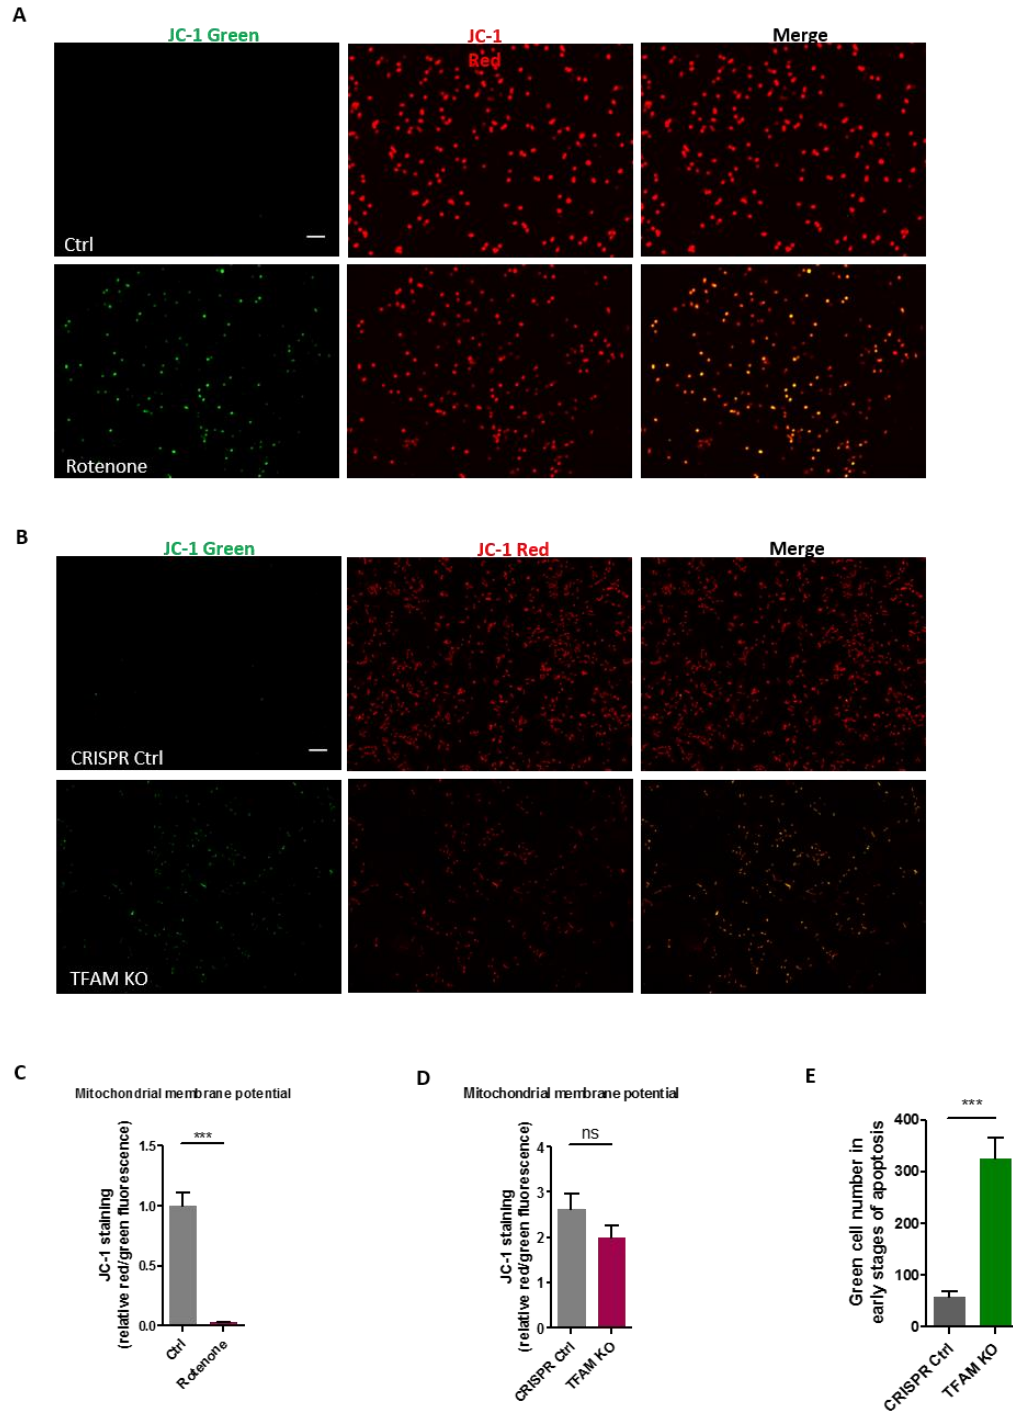 A
JC-1 Green
JC-1
Red
Merge
Ctrl
Rotenone
B
JC-1 Green
JC-1 Red
Merge
CRISPR Ctrl
TFAM KO
C
Mitochondrial membrane potential
JC-1 staining
(relative red/green fluorescence)
1.5
1.0
0.5
0.0
***
Ctrl
Rotenone
D
Mitochondrial membrane potential
JC-1 staining
(relative red/green fluorescence)
4
3
2
1
0
ns
CRISPR Ctrl
TFAM KO
E
Green cell number in
early stages of apoptosis
400
300
200
100
0
***
CRISPR Ctrl
TFAM KO